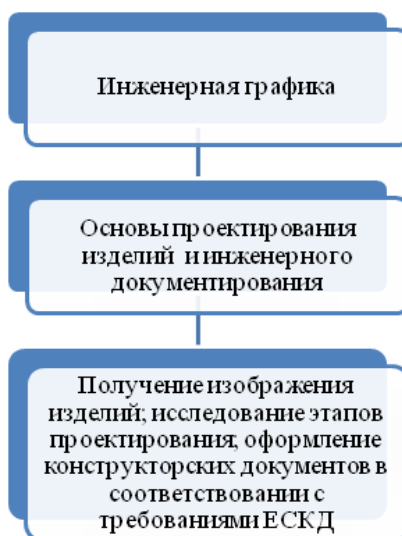 Инженерная графика
Основы проектирования
изделий и инженерного
документирования
Получение изображения
изделий; исследование этапов
проектирования; оформление
конструкторских документов в
соответствовании с
требованиями ЕСКД